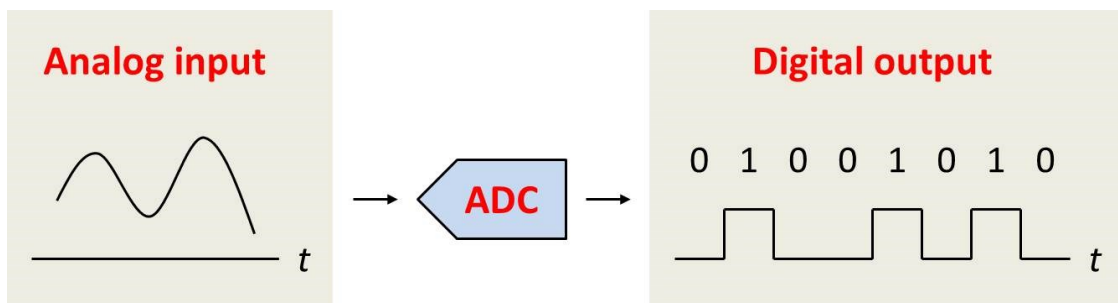 Analog input
t
ADC
Digital output
0 1 0 0 1 0 1 0
t